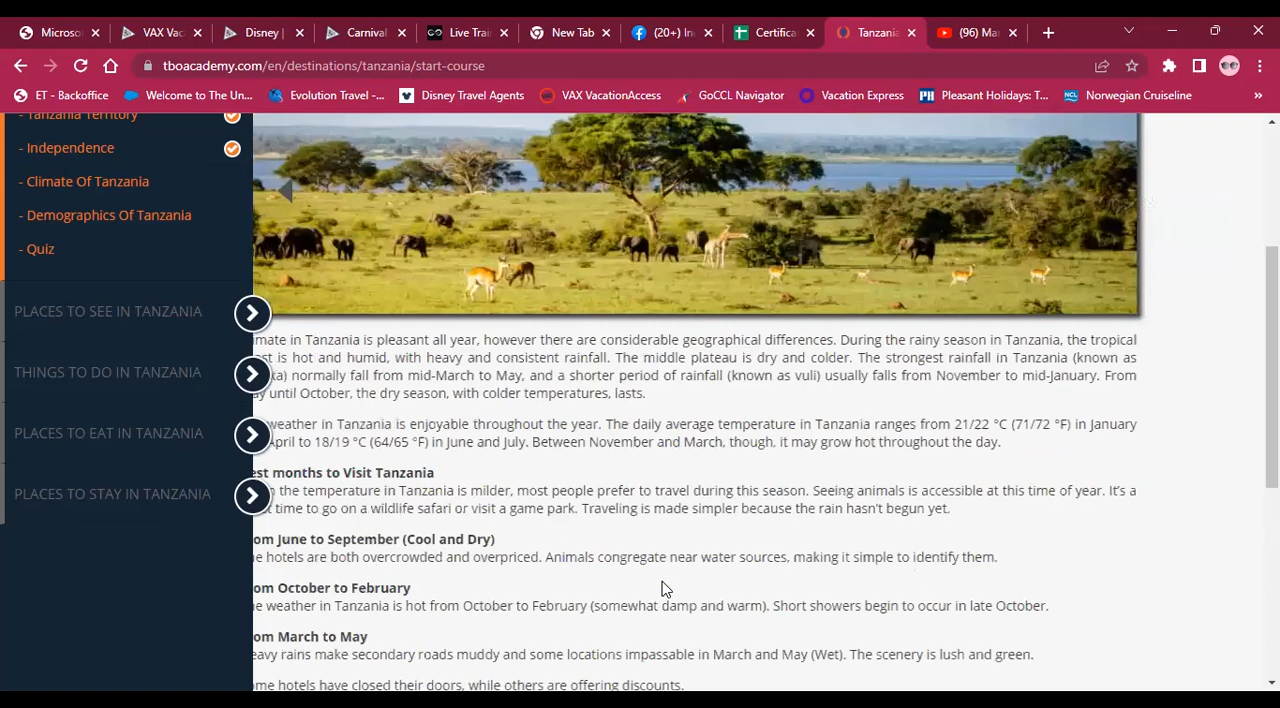 Microso
VAX Vac
Disney |
Carnival
Live Trai
New Tab
(20+) In
Certifica
Tanzania
(96) Ma
tboacademy.com/en/destinations/tanzania/start-course
ET - Backoffice
Welcome to The Un...
Evolution Travel -...
Disney Travel Agents
VAX VacationAccess
GoCCL Navigator
Vacation Express
Pleasant Holidays: T...
Norwegian Cruiseline
»
- Tanzania Territory
- Independence
- Climate Of Tanzania
- Demographics Of Tanzania
- Quiz
PLACES TO SEE IN TANZANIA
THINGS TO DO IN TANZANIA
PLACES TO EAT IN TANZANIA
PLACES TO STAY IN TANZANIA
mate in Tanzania is pleasant all year, however there are considerable geographical differences. During the rainy season in Tanzania, the tropical
st is hot and humid, with heavy and consistent rainfall. The middle plateau is dry and colder. The strongest rainfall in Tanzania (known as
ka) normally fall from mid-March to May, and a shorter period of rainfall (known as vuli) usually falls from November to mid-January. From
ay until October, the dry season, with colder temperatures, lasts.
weather in Tanzania is enjoyable throughout the year. The daily average temperature in Tanzania ranges from 21/22 °C (71/72 °F) in January
April to 18/19 °C (64/65 °F) in June and July. Between November and March, though, it may grow hot throughout the day.
est months to Visit Tanzania
n the temperature in Tanzania is milder, most people prefer to travel during this season. Seeing animals is accessible at this time of year. It's a
t time to go on a wildlife safari or visit a game park. Traveling is made simpler because the rain hasn't begun yet.
om June to September (Cool and Dry)
e hotels are both overcrowded and overpriced. Animals congregate near water sources, making it simple to identify them.
om October to February
e weather in Tanzania is hot from October to February (somewhat damp and warm). Short showers begin to occur in late October.
om March to May
eavy rains make secondary roads muddy and some locations impassable in March and May (Wet). The scenery is lush and green.
ome hotels have closed their doors, while others are offering discounts.